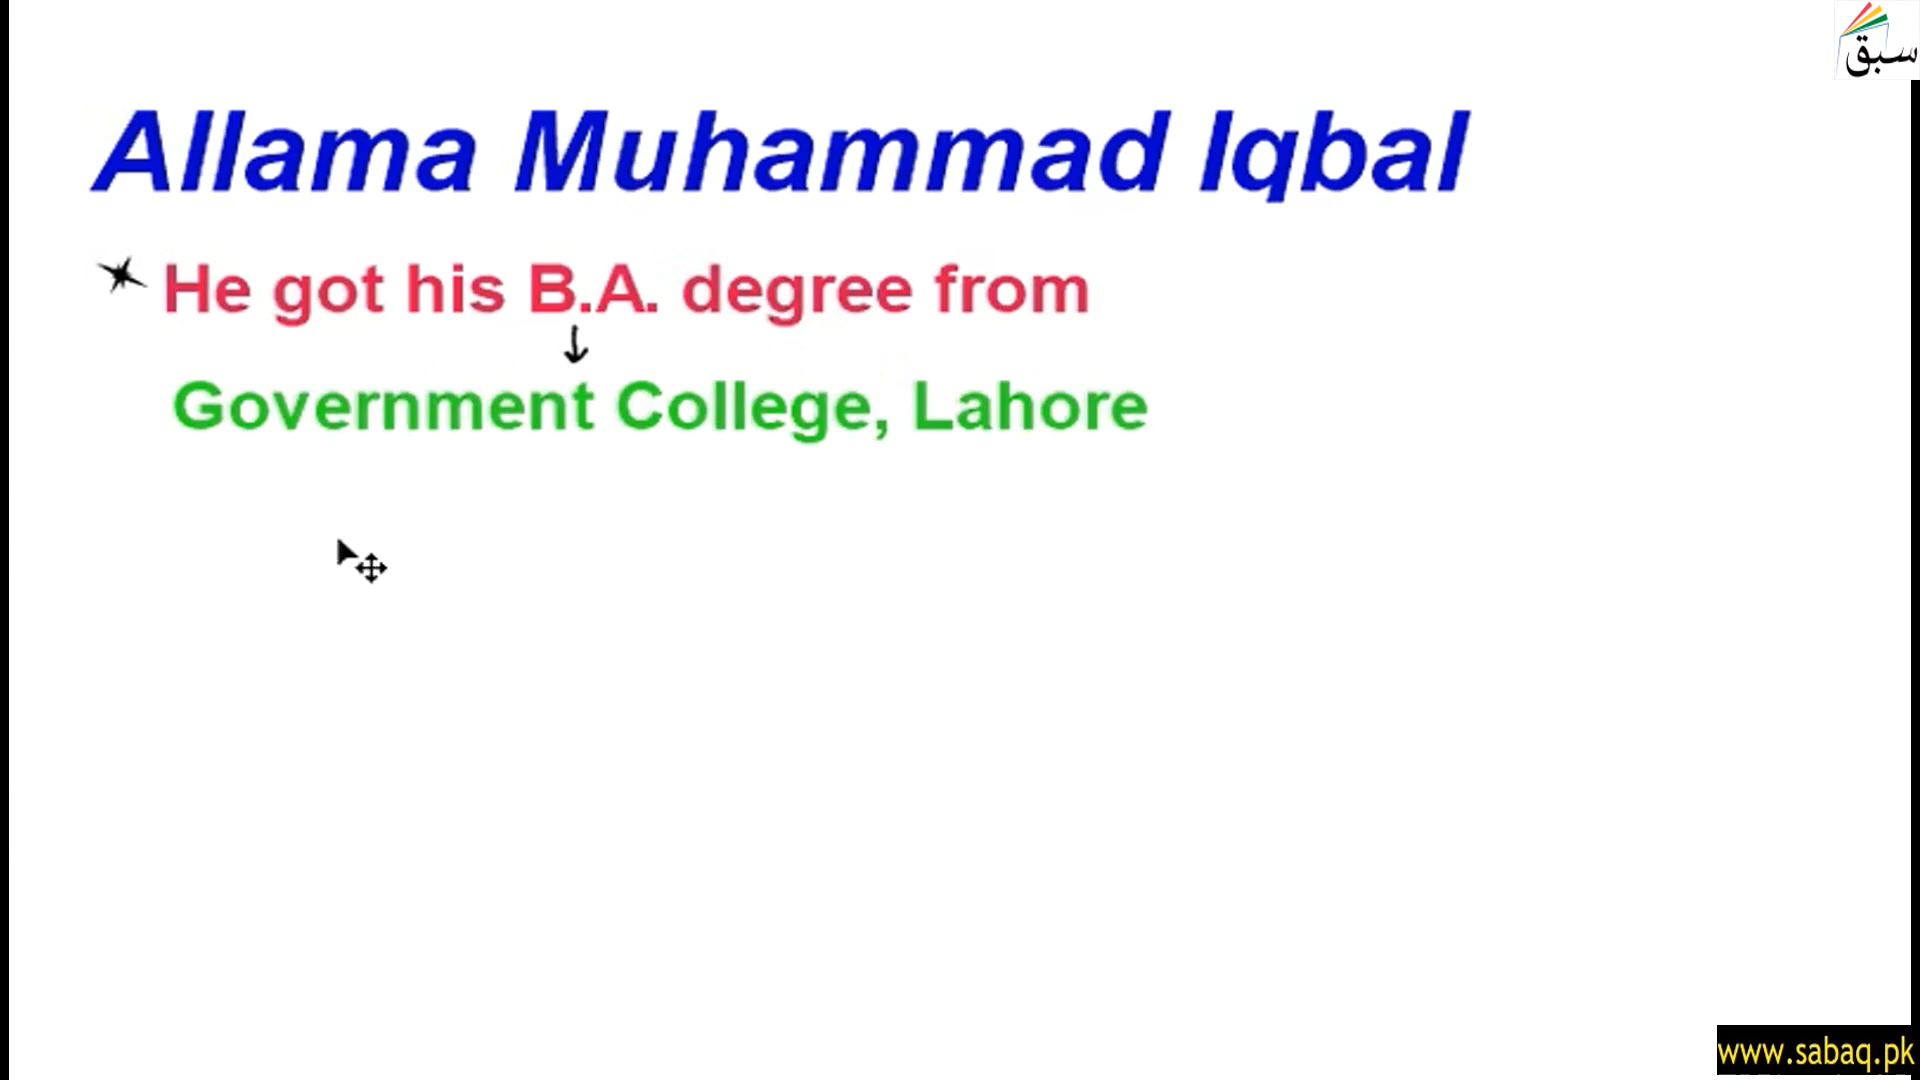 سبق
Allama Muhammad Iqbal
He got his B.A. degree from
Government College, Lahore
www.sabaq.pk